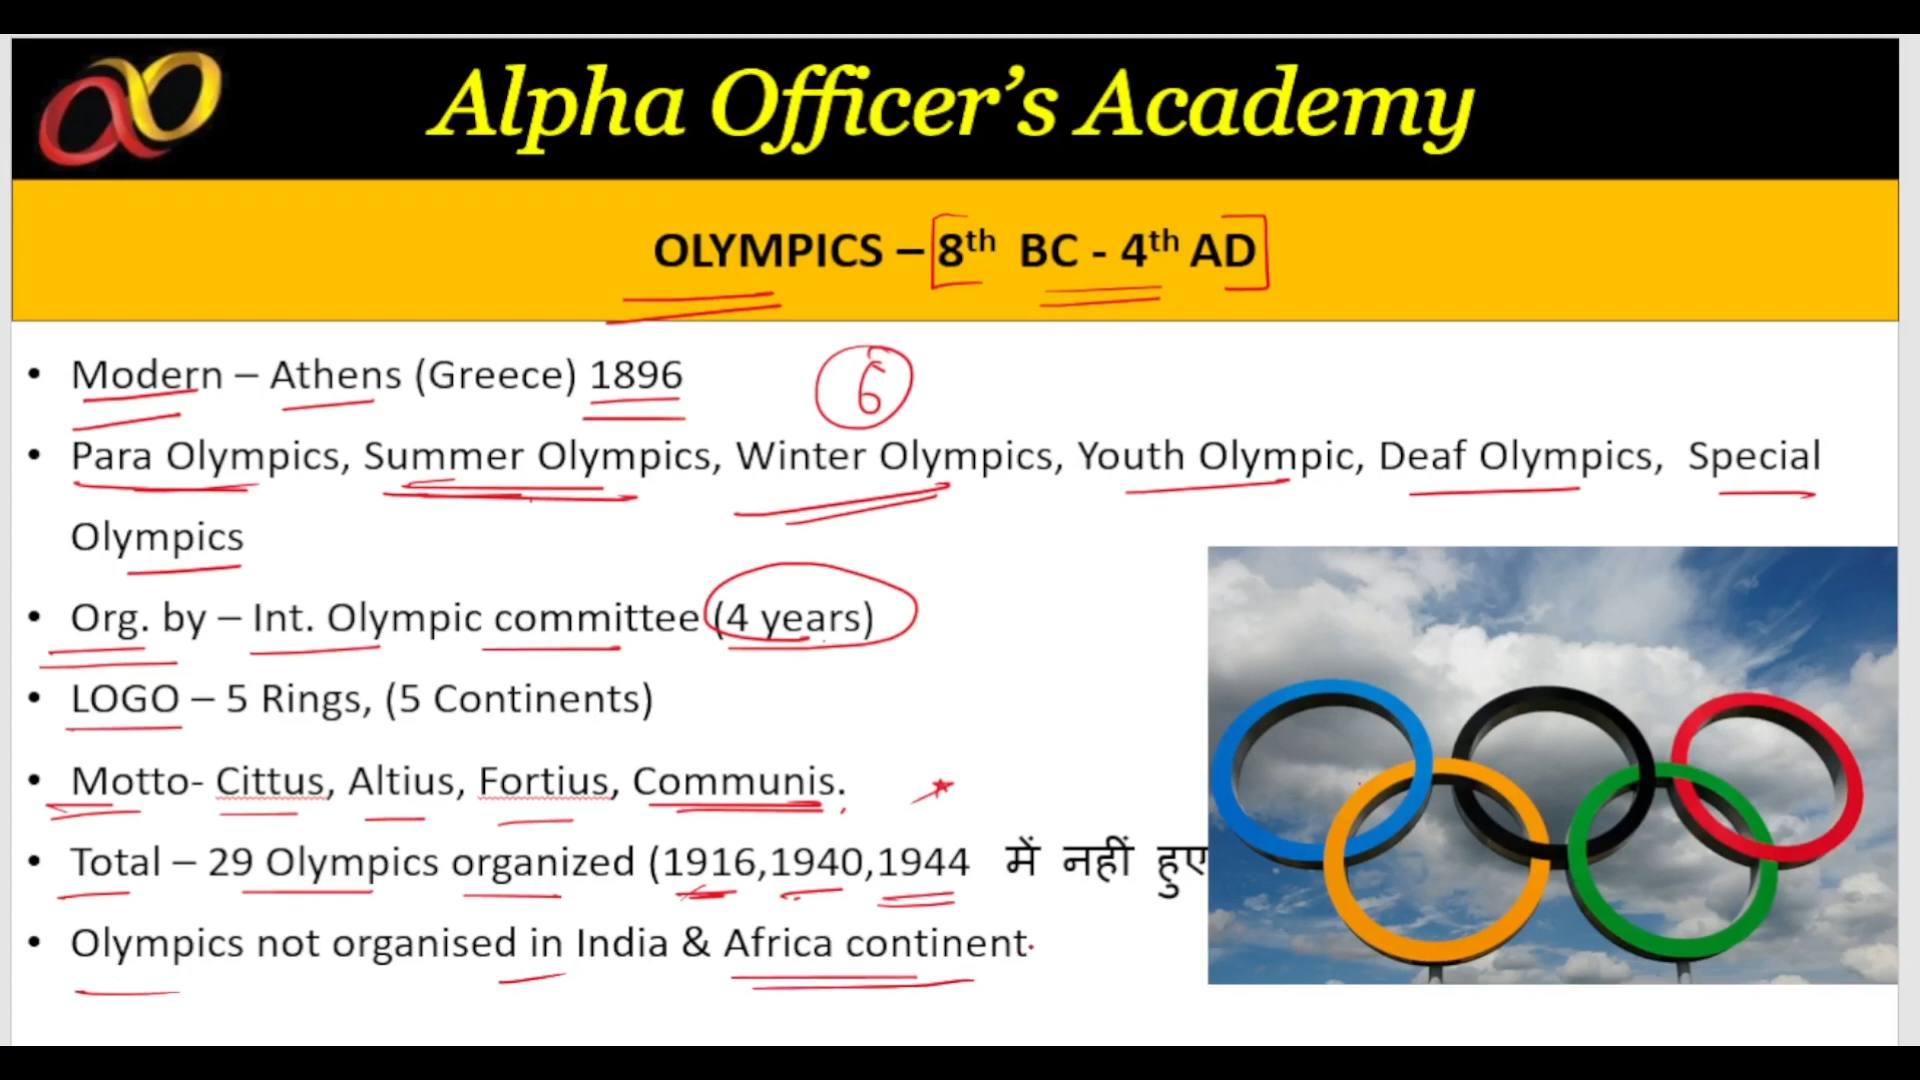 Alpha Officer's Academy
OLYMPICS – 8th BC - 4th AD
• Modern – Athens (Greece) 1896
6
• Para Olympics, Summer Olympics, Winter Olympics, Youth Olympic, Deaf Olympics, Special
Olympics
• Org. by – Int. Olympic committee (4 years)
• LOGO – 5 Rings, (5 Continents)
• Motto- Cittus, Altius, Fortius, Communis.
• Total – 29 Olympics organized (1916,1940,1944 में नहीं हुए
• Olympics not organised in India & Africa continent